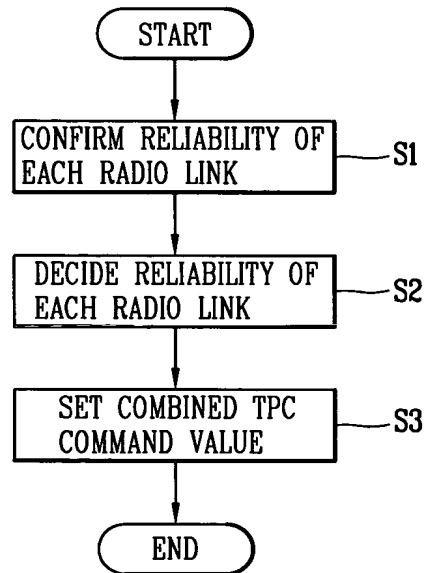 START
CONFIRM RELIABILITY OF
EACH RADIO LINK
S1
DECIDE RELIABILITY OF
EACH RADIO LINK
S2
SET COMBINED TPC
COMMAND VALUE
S3
END